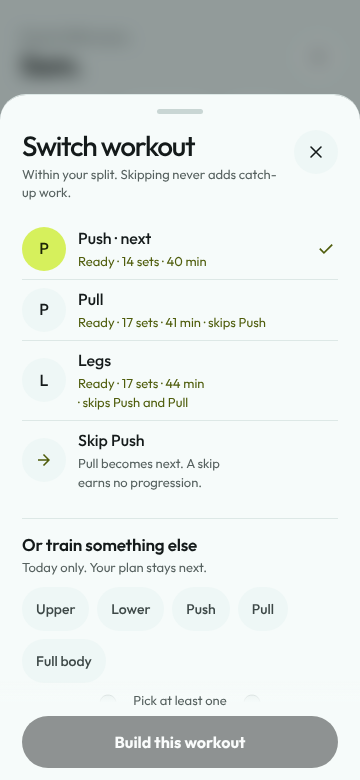 Switch workout
Within your split. Skipping never adds catch-
up work.
P
Push · next
Ready · 14 sets · 40 min
P
Pull
Ready · 17 sets · 41 min · skips Push
L
Legs
Ready · 17 sets · 44 min
· skips Push and Pull
Skip Push
Pull becomes next. A skip
earns no progression.
Or train something else
Today only. Your plan stays next.
Upper Lower Push Pull
Full body
Pick at least one
Build this workout